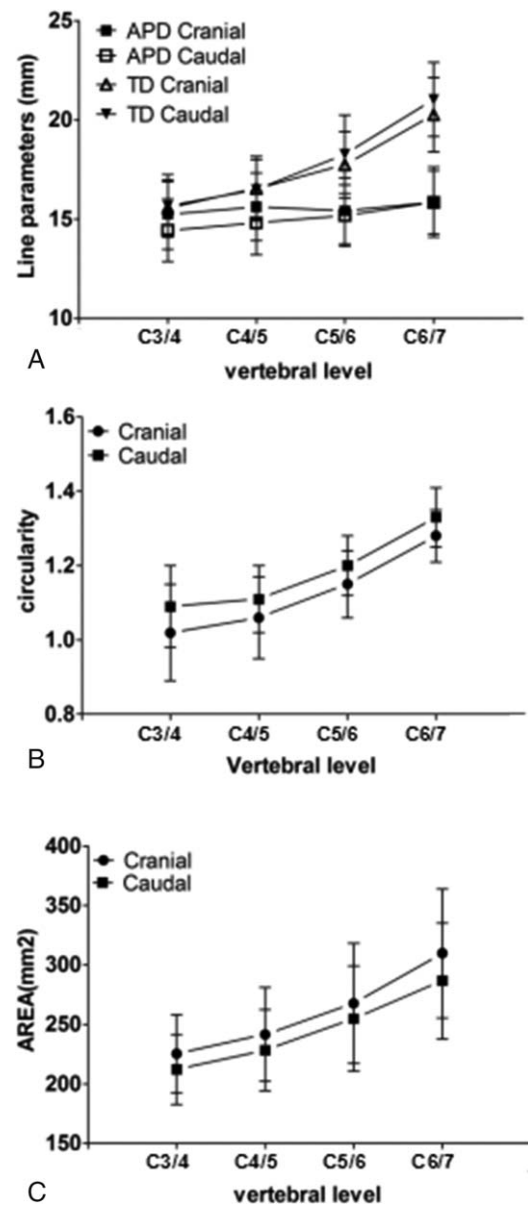 APD Cranial
APD Caudal
TD Cranial
TD Caudal
25
20
15
10
Line parameters (mm)
C3/4 C4/5 C5/6 C6/7
vertebral level
A
Cranial
Caudal
1.6
1.4
1.2
1.0
0.8
circularity
C3/4 C4/5 C5/6 C6/7
Vertebral level
B
Cranial
Caudal
400
350
300
250
200
150
AREA(mm2)
C3/4 C4/5 C5/6 C6/7
vertebral level
C